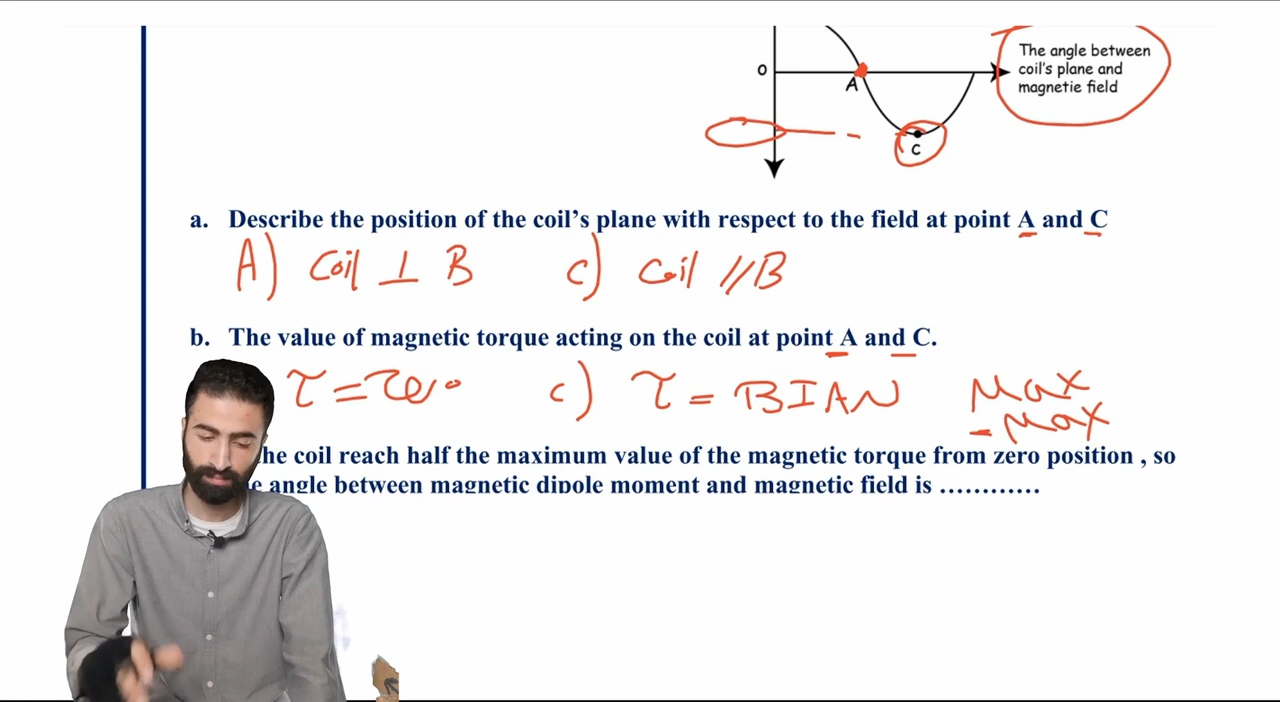 The angle between
coil's plane and
magnetie field
0
A
C
a. Describe the position of the coil's plane with respect to the field at point A and C
A) Coil ⊥ B C) Coil // B
b. The value of magnetic torque acting on the coil at point A and C.
τ = Zero C) τ = BIAN Max
- Max
he coil reach half the maximum value of the magnetic torque from zero position , so
e angle between magnetic dipole moment and magnetic field is …………